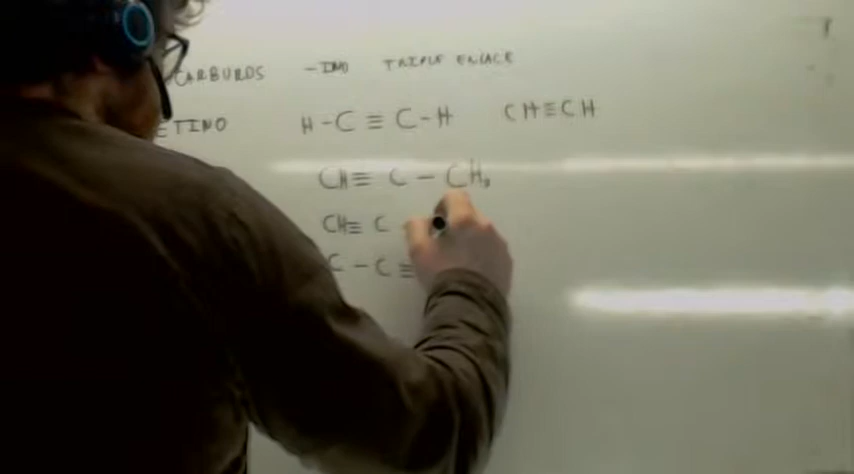 CARBUROS -INO TRIPLE ENLACE
ETINO H-C≡C-H CH≡CH
CH≡C-CH₃
CH≡C
C-C≡